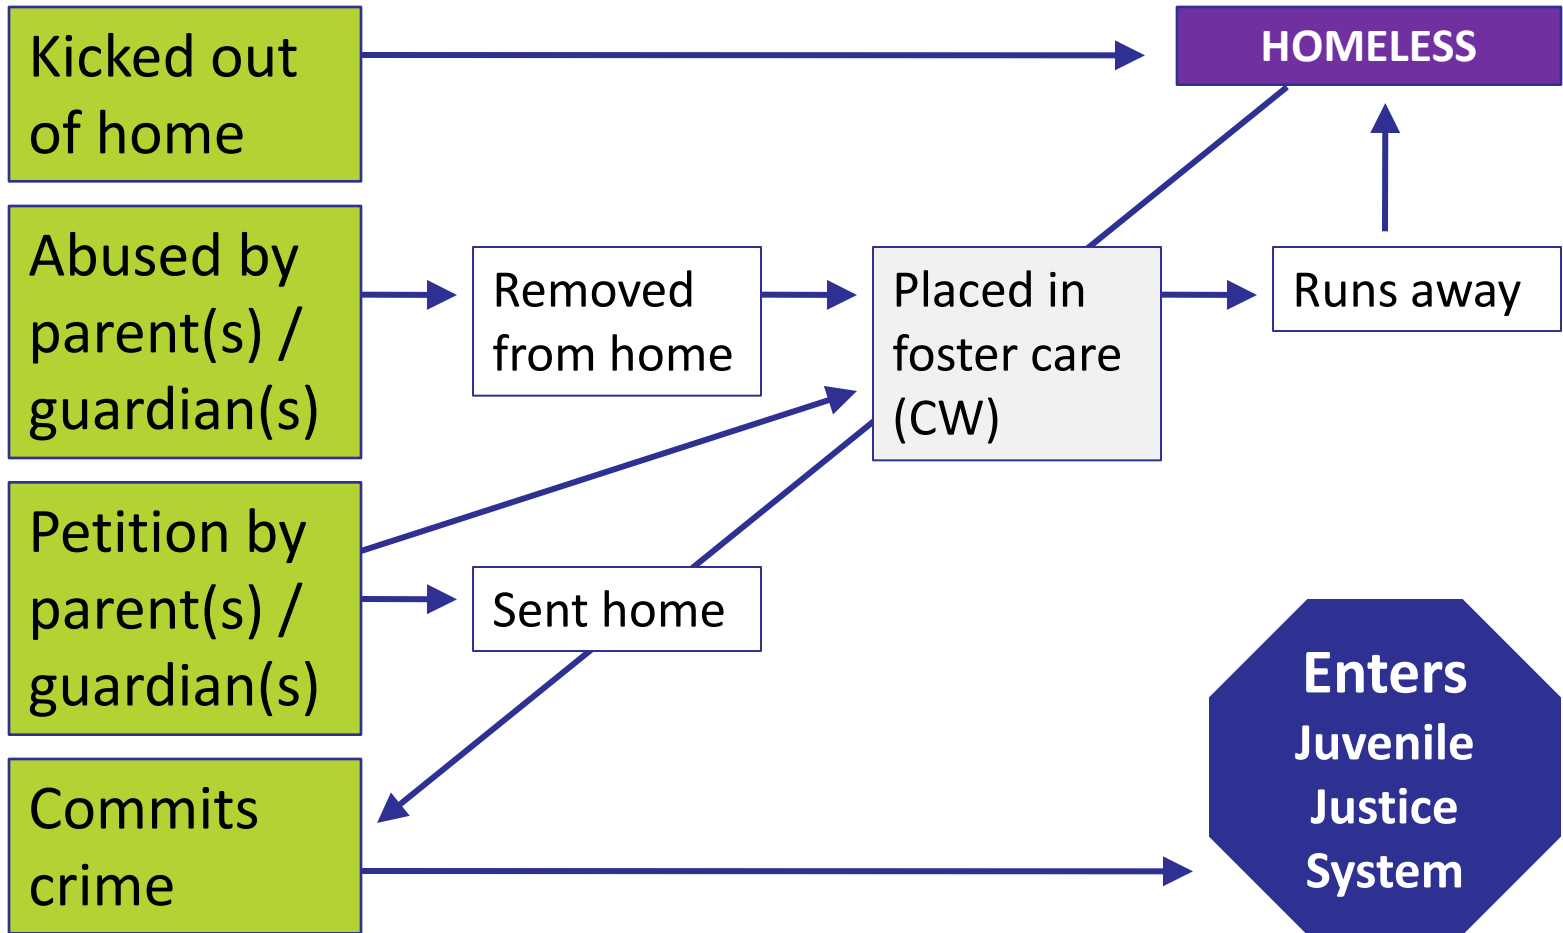 Kicked out
of home
HOMELESS
Abused by
parent(s) /
guardian(s)
Removed
from home
Placed in
foster care
(CW)
Runs away
Petition by
parent(s) /
guardian(s)
Sent home
Commits
crime
Enters
Juvenile
Justice
System